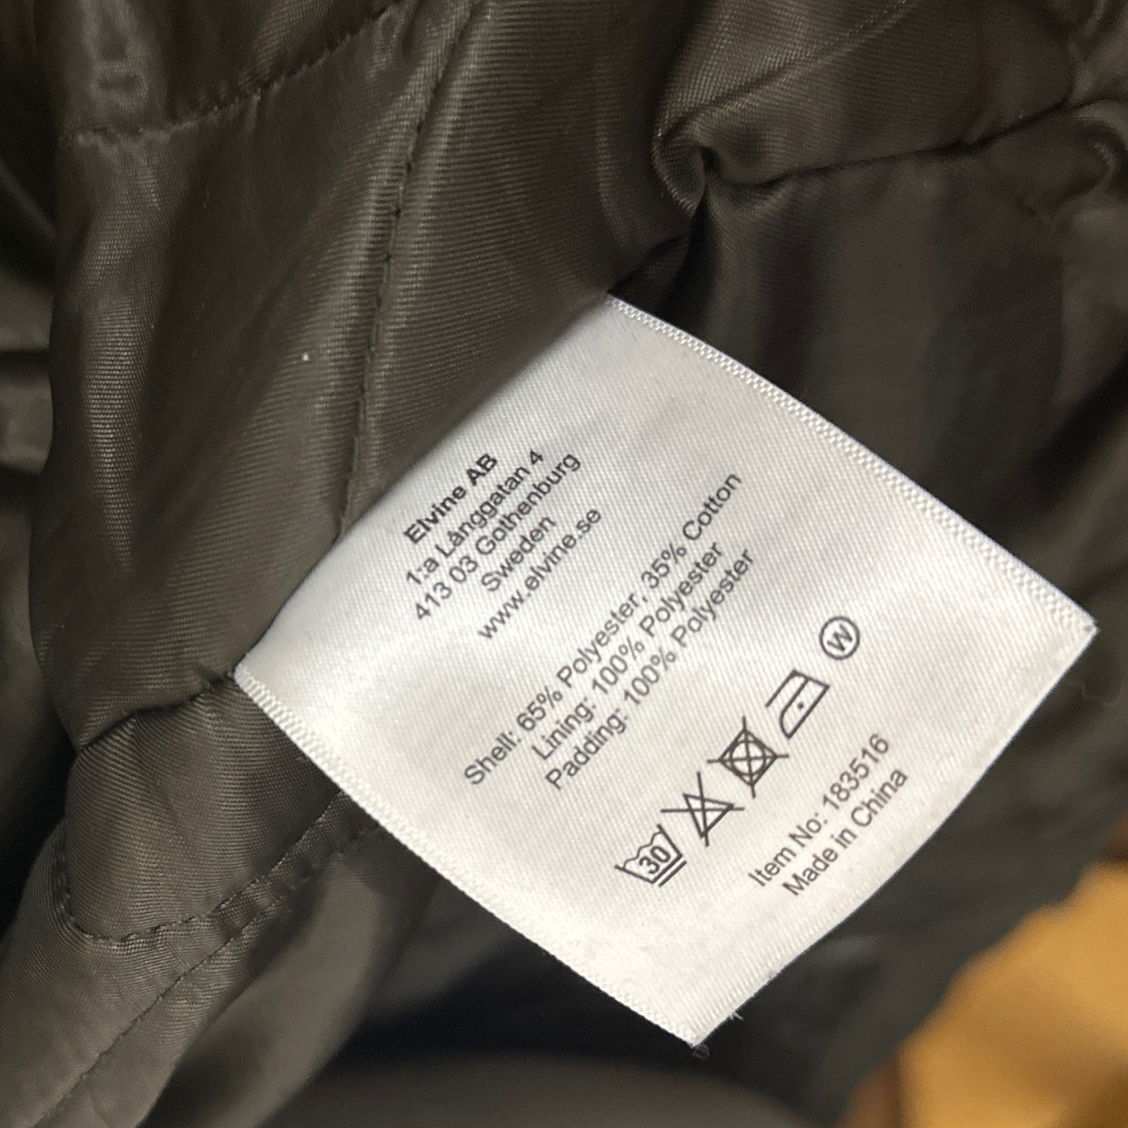 Elvine AB
1:a Långgatan 4
413 03 Gothenburg
Sweden
www.elvine.se
Shell: 65% Polyester, 35% Cotton
Lining: 100% Polyester
Padding: 100% Polyester
30
W
Item No: 183516
Made in China